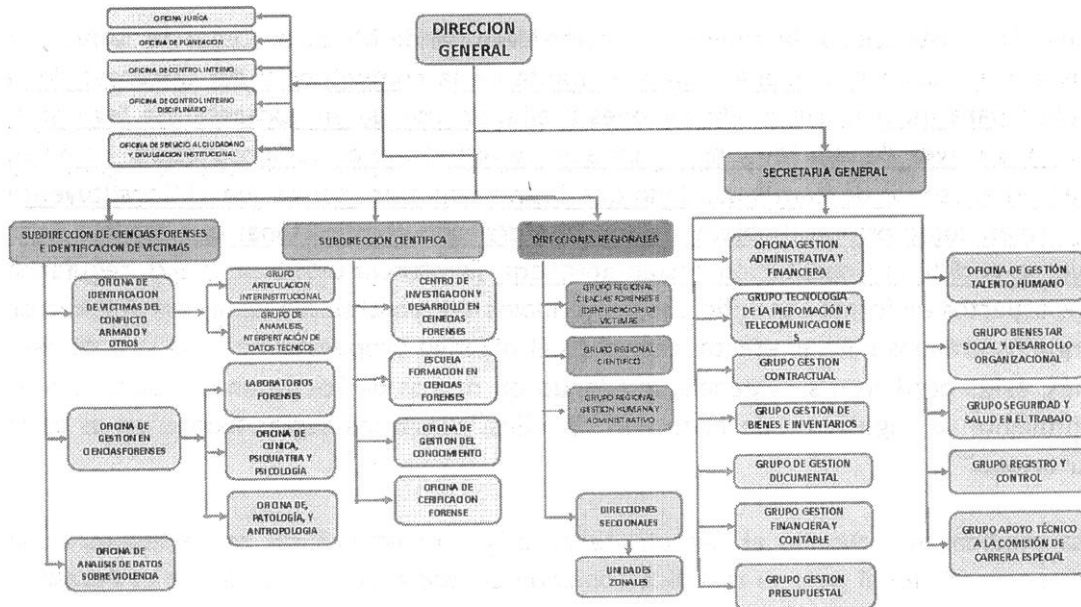 OFICINA JURÍCA
OFICINA DE PLANEACION
OFICINA DE CONTROL INTERNO
OFICINA DE CONTROL INTERNO
DISCIPLINARIO
OFICINA DE SERVICIO AL CIUDADANO
Y DIVULGACION INSTITUCIONAL
DIRECCION
GENERAL
SECRETARIA GENERAL
SUBDIRECCION DE CIENCIAS FORENSES
E IDENTIFICACION DE VICTIMAS
SUBDIRECCION CIENTIFICA
DIRECCIONES REGIONALES
OFICINA DE
IDENTIFICACION
DE VICTIMAS DEL
CONFLICTO
ARMADO Y
OTROS
GRUPO
ARTICULACION
INTERINSTITUCIONAL
GRUPO DE
ANAMLISIS,
INTERPERTACIÓN DE
DATOS TÉCNICOS
OFICINA DE
GESTION EN
CIENCIAS FORENSES
LABORATORIOS
FORENSES
OFICINA DE
CLINICA,
PSIQUIATRIA Y
PSICOLOGÍA
OFICINA DE,
PATOLOGÍA, Y
ANTROPOLOGIA
OFICINA DE
ANALISIS DE DATOS
SOBRE VIOLENCIA
CENTRO DE
INVESTIGACION Y
DESARROLLO EN
CEINECIAS
FORENSES
ESCUELA
FORMACION EN
CIENCIAS
FORENSES
OFICINA DE
GESTION DEL
CONOCIMIENTO
OFICINA DE
CERIFICACION
FORENSE
GRUPO REGIONAL
CIENCIAS FORENSES E
IDENTIFICACION DE
VICTIMAS
GRUPO REGIONAL
CIENTIFICO
GRUPO REGIONAL
GESTION HUMANA Y
ADMINISTRATIVO
DIRECCIONES
SECCIONALES
UNIDADES
ZONALES
OFICINA GESTION
ADMINISTRATIVA Y
FINANCIERA
GRUPO TECNOLOGIA
DE LA INFROMACIÓN Y
TELECOMUNICACIONE
S
GRUPO GESTION
CONTRACTUAL
GRUPO GESTION DE
BIENES E INVENTARIOS
GRUPO DE GESTION
DUCUMENTAL
GRUPO GESTION
FINANCIERA Y
CONTABLE
GRUPO GESTION
PRESUPUESTAL
OFICINA DE GESTIÓN
TALENTO HUMANO
GRUPO BIENESTAR
SOCIAL Y DESARROLLO
ORGANIZACIONAL
GRUPO SEGURIDAD Y
SALUD EN EL TRABAJO
GRUPO REGISTRO Y
CONTROL
GRUPO APOYO TÉCNICO
A LA COMISIÓN DE
CARRERA ESPECIAL